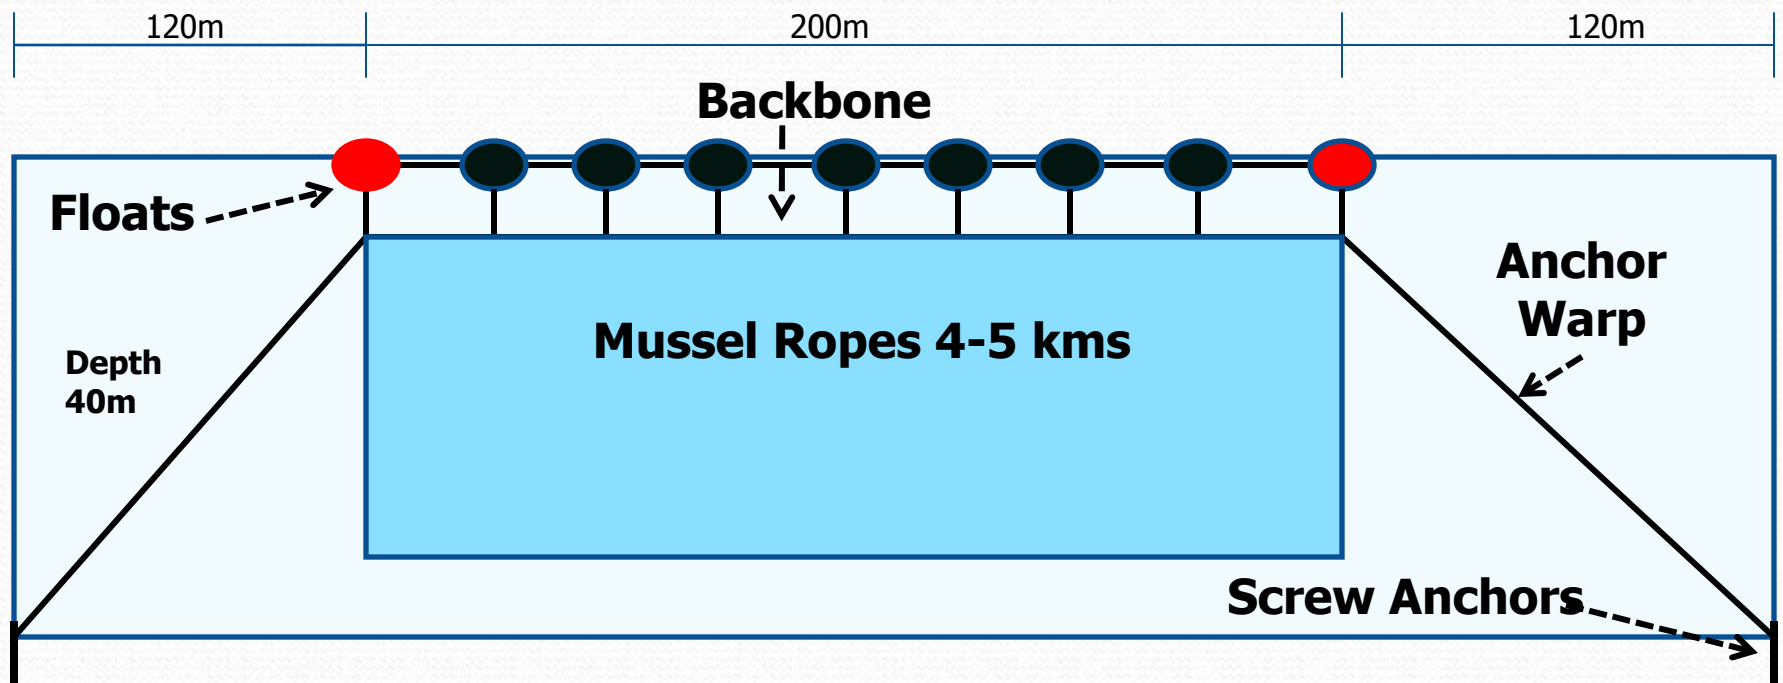 120m
200m
120m
Backbone
Floats
Anchor
Warp
Mussel Ropes 4-5 kms
Depth
40m
Screw Anchors